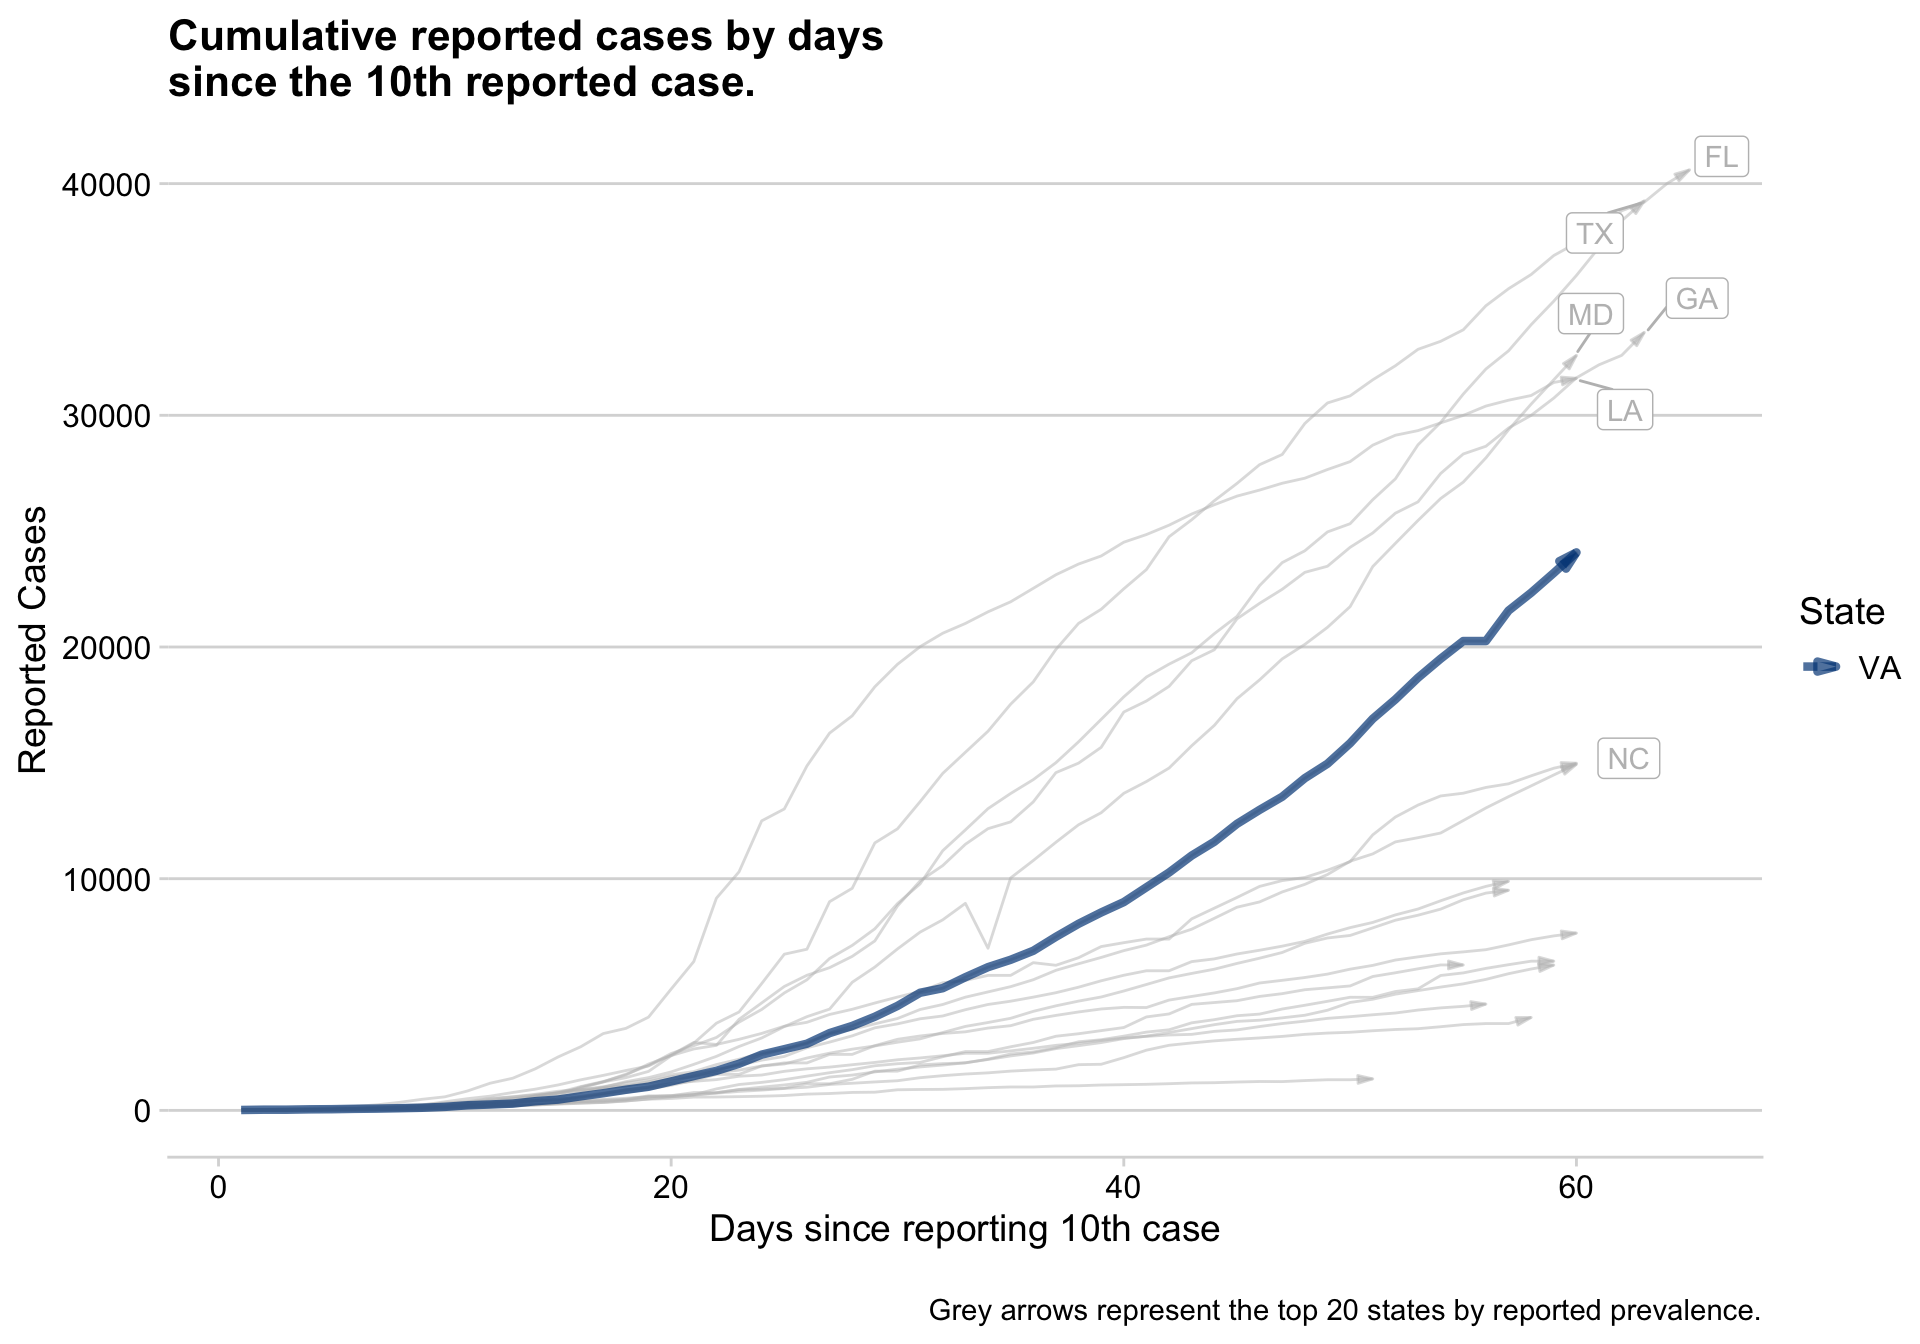 Cumulative reported cases by days
since the 10th reported case.
FL
40000
TX
GA
MD
LA
30000
Reported Cases
20000
State
VA
NC
10000
0
0 20 40 60
Days since reporting 10th case
Grey arrows represent the top 20 states by reported prevalence.